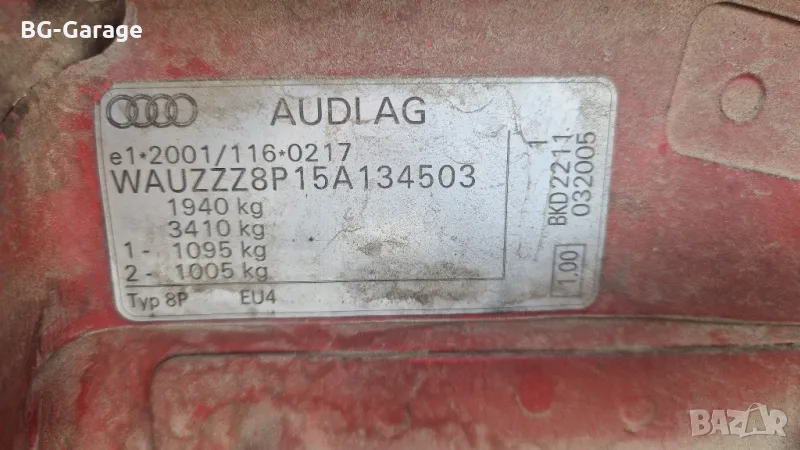 BG-Garage
AUDI AG
e1*2001/116*0217
WAUZZZ8P15A134503
1940 kg
3410 kg
1 - 1095 kg
2 - 1005 kg
Typ 8P EU4
1
BKD2211
032005
1,00
BAZAR